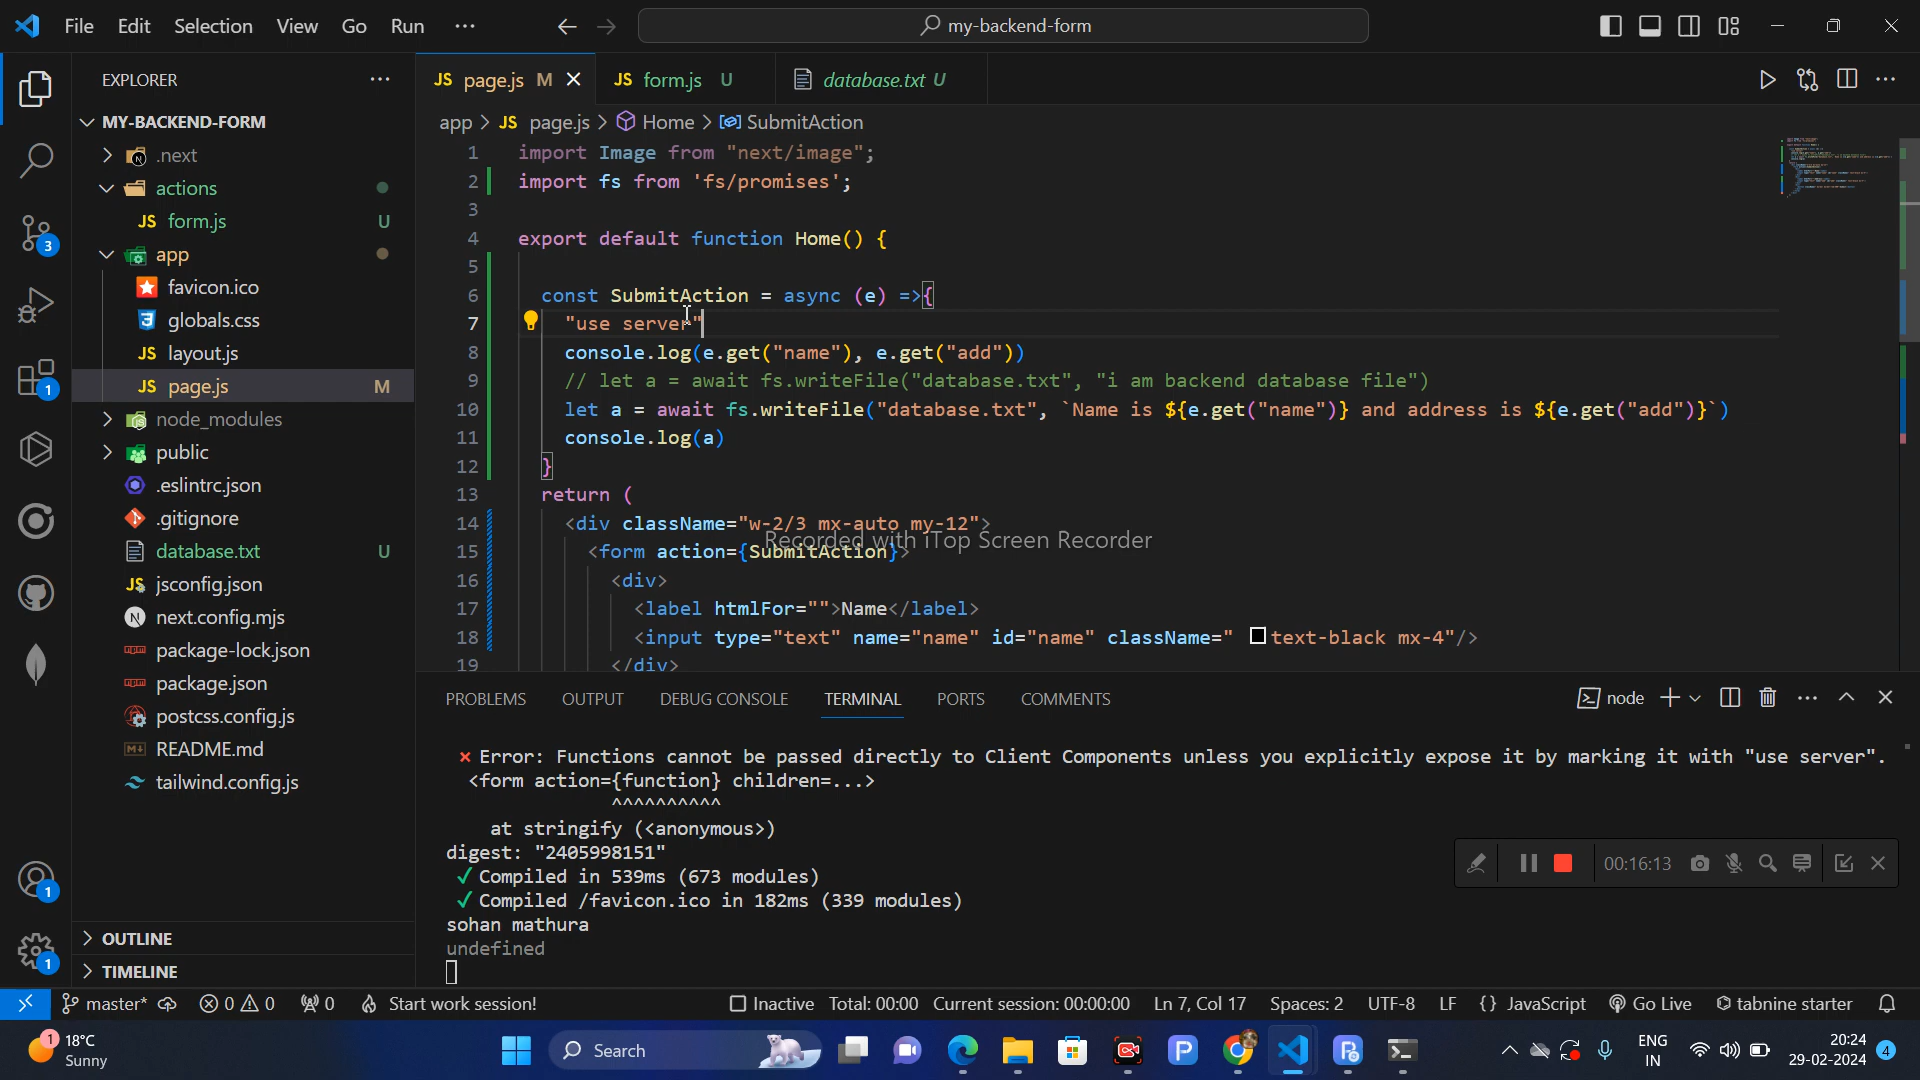 File Edit Selection View Go Run ··· my-backend-form
EXPLORER ···
JS page.js M
JS form.js U
database.txt U
app > JS page.js > Home > SubmitAction
MY-BACKEND-FORM
.next
actions
JS form.js U
app
favicon.ico
globals.css
JS layout.js
JS page.js M
node_modules
public
.eslintrc.json
.gitignore
database.txt U
JS jsconfig.json
N next.config.mjs
package-lock.json
package.json
postcss.config.js
README.md
tailwind.config.js
OUTLINE
TIMELINE
3
1
1
1
1 import Image from "next/image";
2 import fs from 'fs/promises';
3
4 export default function Home() {
5
6 const SubmitAction = async (e) =>{
7 "use server"
8 console.log(e.get("name"), e.get("add"))
9 // let a = await fs.writeFile("database.txt", "i am backend database file")
10 let a = await fs.writeFile("database.txt", `Name is ${e.get("name")} and address is ${e.get("add")}`)
11 console.log(a)
12 }
13 return (
14 <div className="w-2/3 mx-auto my-12">
Recorded with iTop Screen Recorder
15 <form action={SubmitAction}>
16 <div>
17 <label htmlFor="">Name</label>
18 <input type="text" name="name" id="name" className=" text-black mx-4"/>
19 </div>
PROBLEMS OUTPUT DEBUG CONSOLE TERMINAL PORTS COMMENTS node
⨯ Error: Functions cannot be passed directly to Client Components unless you explicitly expose it by marking it with "use server".
<form action={function} children=...>
^^^^^^^^^^
at stringify (<anonymous>)
digest: "2405998151"
✓ Compiled in 539ms (673 modules)
✓ Compiled /favicon.ico in 182ms (339 modules)
sohan mathura
undefined
00:16:13
master* 0 0 0 Start work session! Inactive Total: 00:00 Current session: 00:00:00 Ln 7, Col 17 Spaces: 2 UTF-8 LF {} JavaScript Go Live tabnine starter
1 18°C
Sunny
Search
ENG
IN
20:24
29-02-2024
4